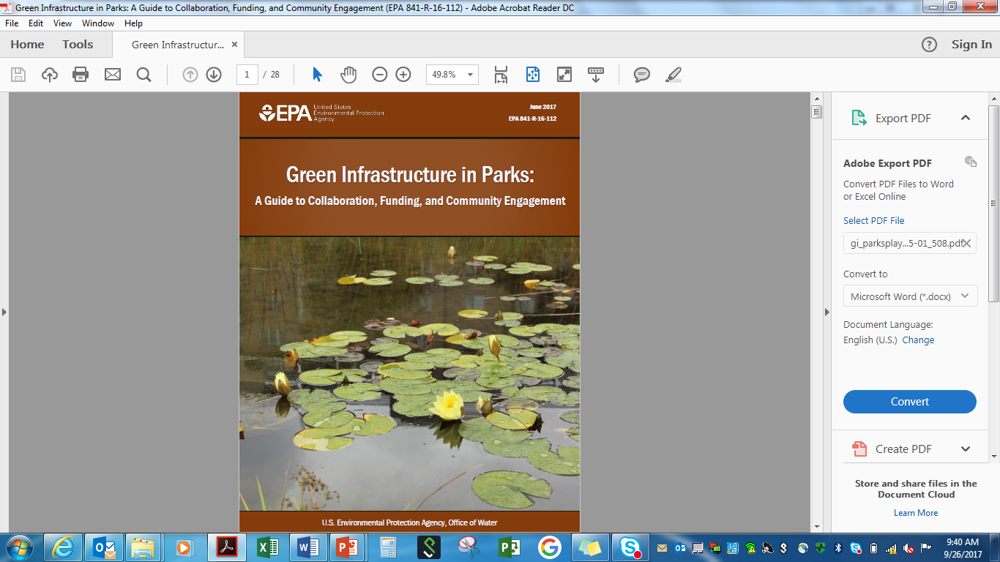 Green Infrastructure in Parks: A Guide to Collaboration, Funding, and Community Engagement (EPA 841-R-16-112) - Adobe Acrobat Reader DC
File Edit View Window Help
Home Tools Green Infrastructur... × Sign In
1 / 28 49.8%
EPA United States
Environmental Protection
Agency
June 2017
EPA 841-R-16-112
Green Infrastructure in Parks:
A Guide to Collaboration, Funding, and Community Engagement
U.S. Environmental Protection Agency, Office of Water
Export PDF
Adobe Export PDF
Convert PDF Files to Word
or Excel Online
Select PDF File
gi_parksplay...5-01_508.pdf
Convert to
Microsoft Word (*.docx)
Document Language:
English (U.S.) Change
Convert
Create PDF
Store and share files in the
Document Cloud
Learn More
9:40 AM
9/26/2017